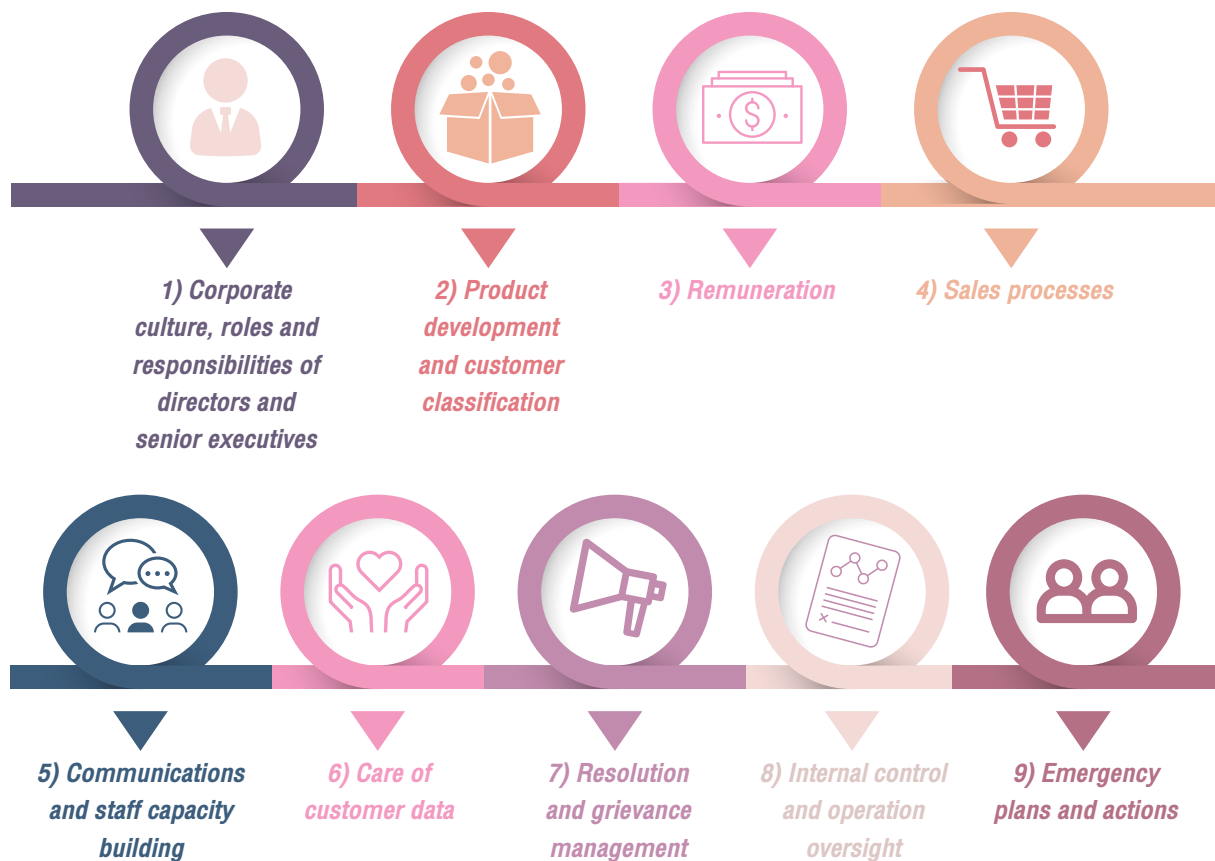 $
1) Corporate
culture, roles and
responsibilities of
directors and
senior executives
2) Product
development
and customer
classification
3) Remuneration
4) Sales processes
5) Communications
and staff capacity
building
6) Care of
customer data
7) Resolution
and grievance
management
8) Internal control
and operation
oversight
9) Emergency
plans and actions